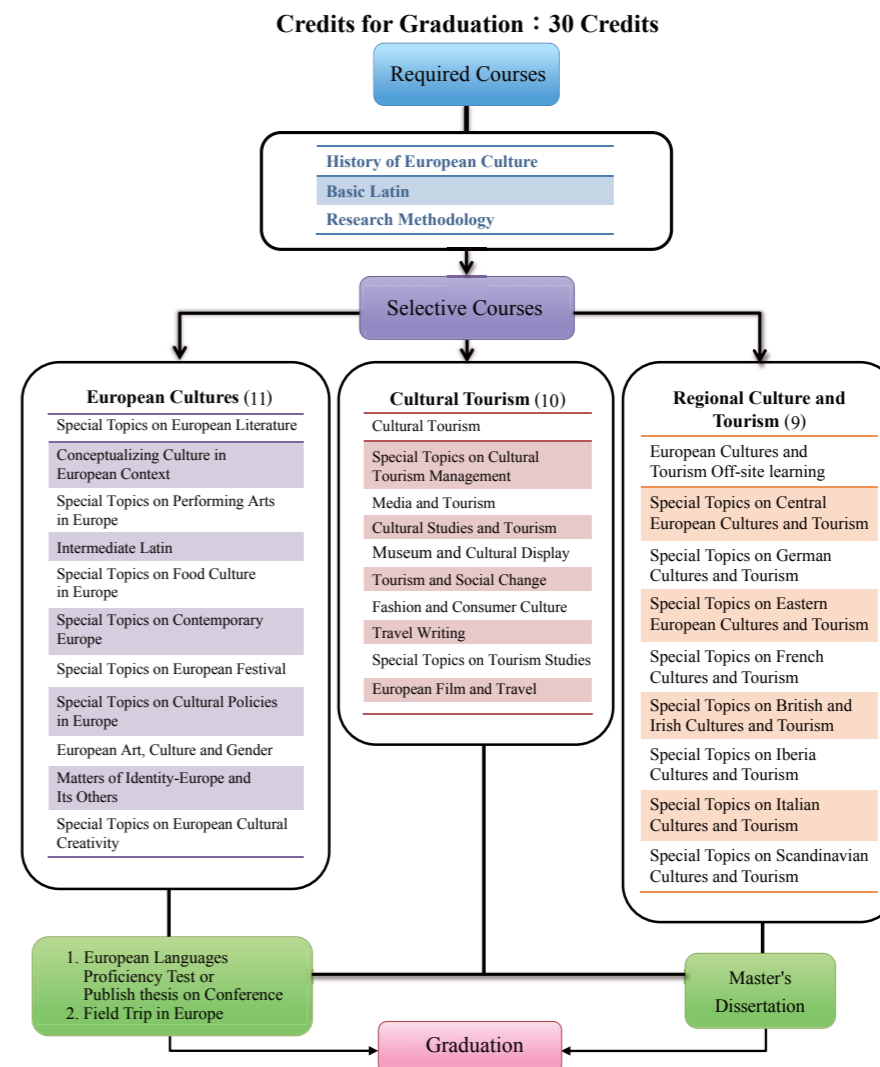 Credits for Graduation：30 Credits
Required Courses
History of European Culture
Basic Latin
Research Methodology
Selective Courses
European Cultures (11)
Special Topics on European Literature
Conceptualizing Culture in
European Context
Special Topics on Performing Arts
in Europe
Intermediate Latin
Special Topics on Food Culture
in Europe
Special Topics on Contemporary
Europe
Special Topics on European Festival
Special Topics on Cultural Policies
in Europe
European Art, Culture and Gender
Matters of Identity-Europe and
Its Others
Special Topics on European Cultural
Creativity
Cultural Tourism (10)
Cultural Tourism
Special Topics on Cultural
Tourism Management
Media and Tourism
Cultural Studies and Tourism
Museum and Cultural Display
Tourism and Social Change
Fashion and Consumer Culture
Travel Writing
Special Topics on Tourism Studies
European Film and Travel
Regional Culture and
Tourism (9)
European Cultures and
Tourism Off-site learning
Special Topics on Central
European Cultures and Tourism
Special Topics on German
Cultures and Tourism
Special Topics on Eastern
European Cultures and Tourism
Special Topics on French
Cultures and Tourism
Special Topics on British and
Irish Cultures and Tourism
Special Topics on Iberia
Cultures and Tourism
Special Topics on Italian
Cultures and Tourism
Special Topics on Scandinavian
Cultures and Tourism
1. European Languages
Proficiency Test or
Publish thesis on Conference
2. Field Trip in Europe
Master's
Dissertation
Graduation